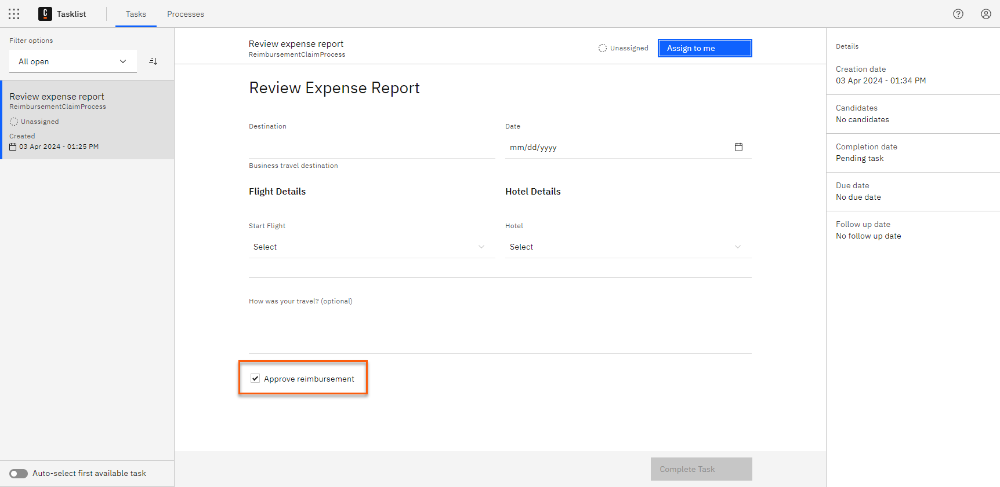 C
Tasklist
Tasks
Processes
Filter options
All open
Review expense report
ReimbursementClaimProcess
Unassigned
Created
03 Apr 2024 - 01:25 PM
Auto-select first available task
Review expense report
ReimbursementClaimProcess
Unassigned
Assign to me
Review Expense Report
Destination
Business travel destination
Date
mm/dd/yyyy
Flight Details
Hotel Details
Start Flight
Select
Hotel
Select
How was your travel? (optional)
Approve reimbursement
Complete Task
Details
Creation date
03 Apr 2024 - 01:34 PM
Candidates
No candidates
Completion date
Pending task
Due date
No due date
Follow up date
No follow up date